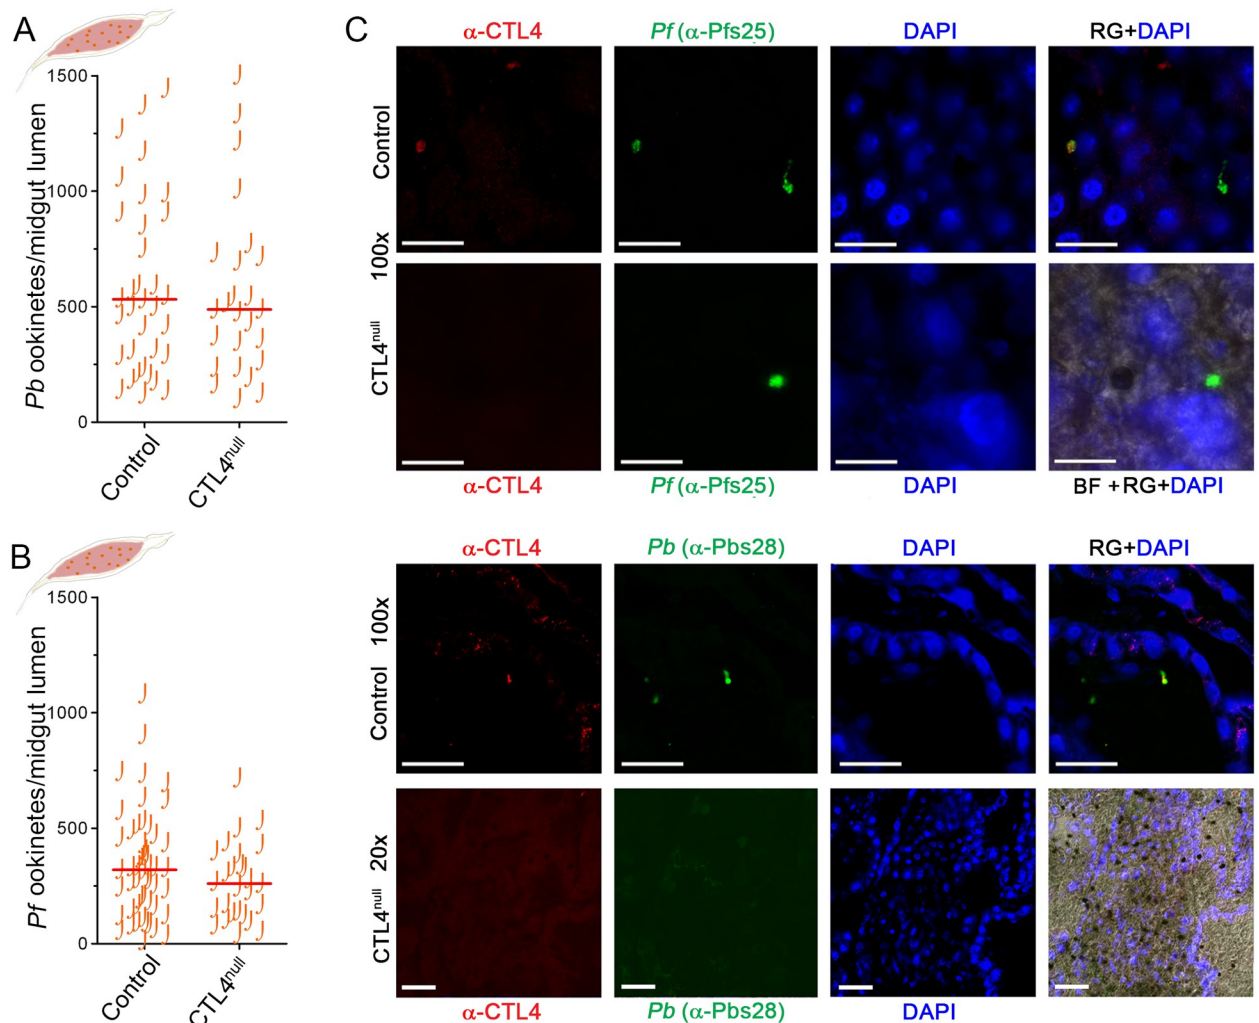 A
Pb ookinetes/midgut lumen
1500
1000
500
0
Control
CTL4null
B
Pf ookinetes/midgut lumen
1500
1000
500
0
Control
CTL4null
C
α-CTL4 Pf (α-Pfs25) DAPI RG+DAPI
Control
100x
CTL4null
α-CTL4 Pf (α-Pfs25) DAPI BF +RG+DAPI
α-CTL4 Pb (α-Pbs28) DAPI RG+DAPI
Control 100x
CTL4null 20x
α-CTL4 Pb (α-Pbs28) DAPI